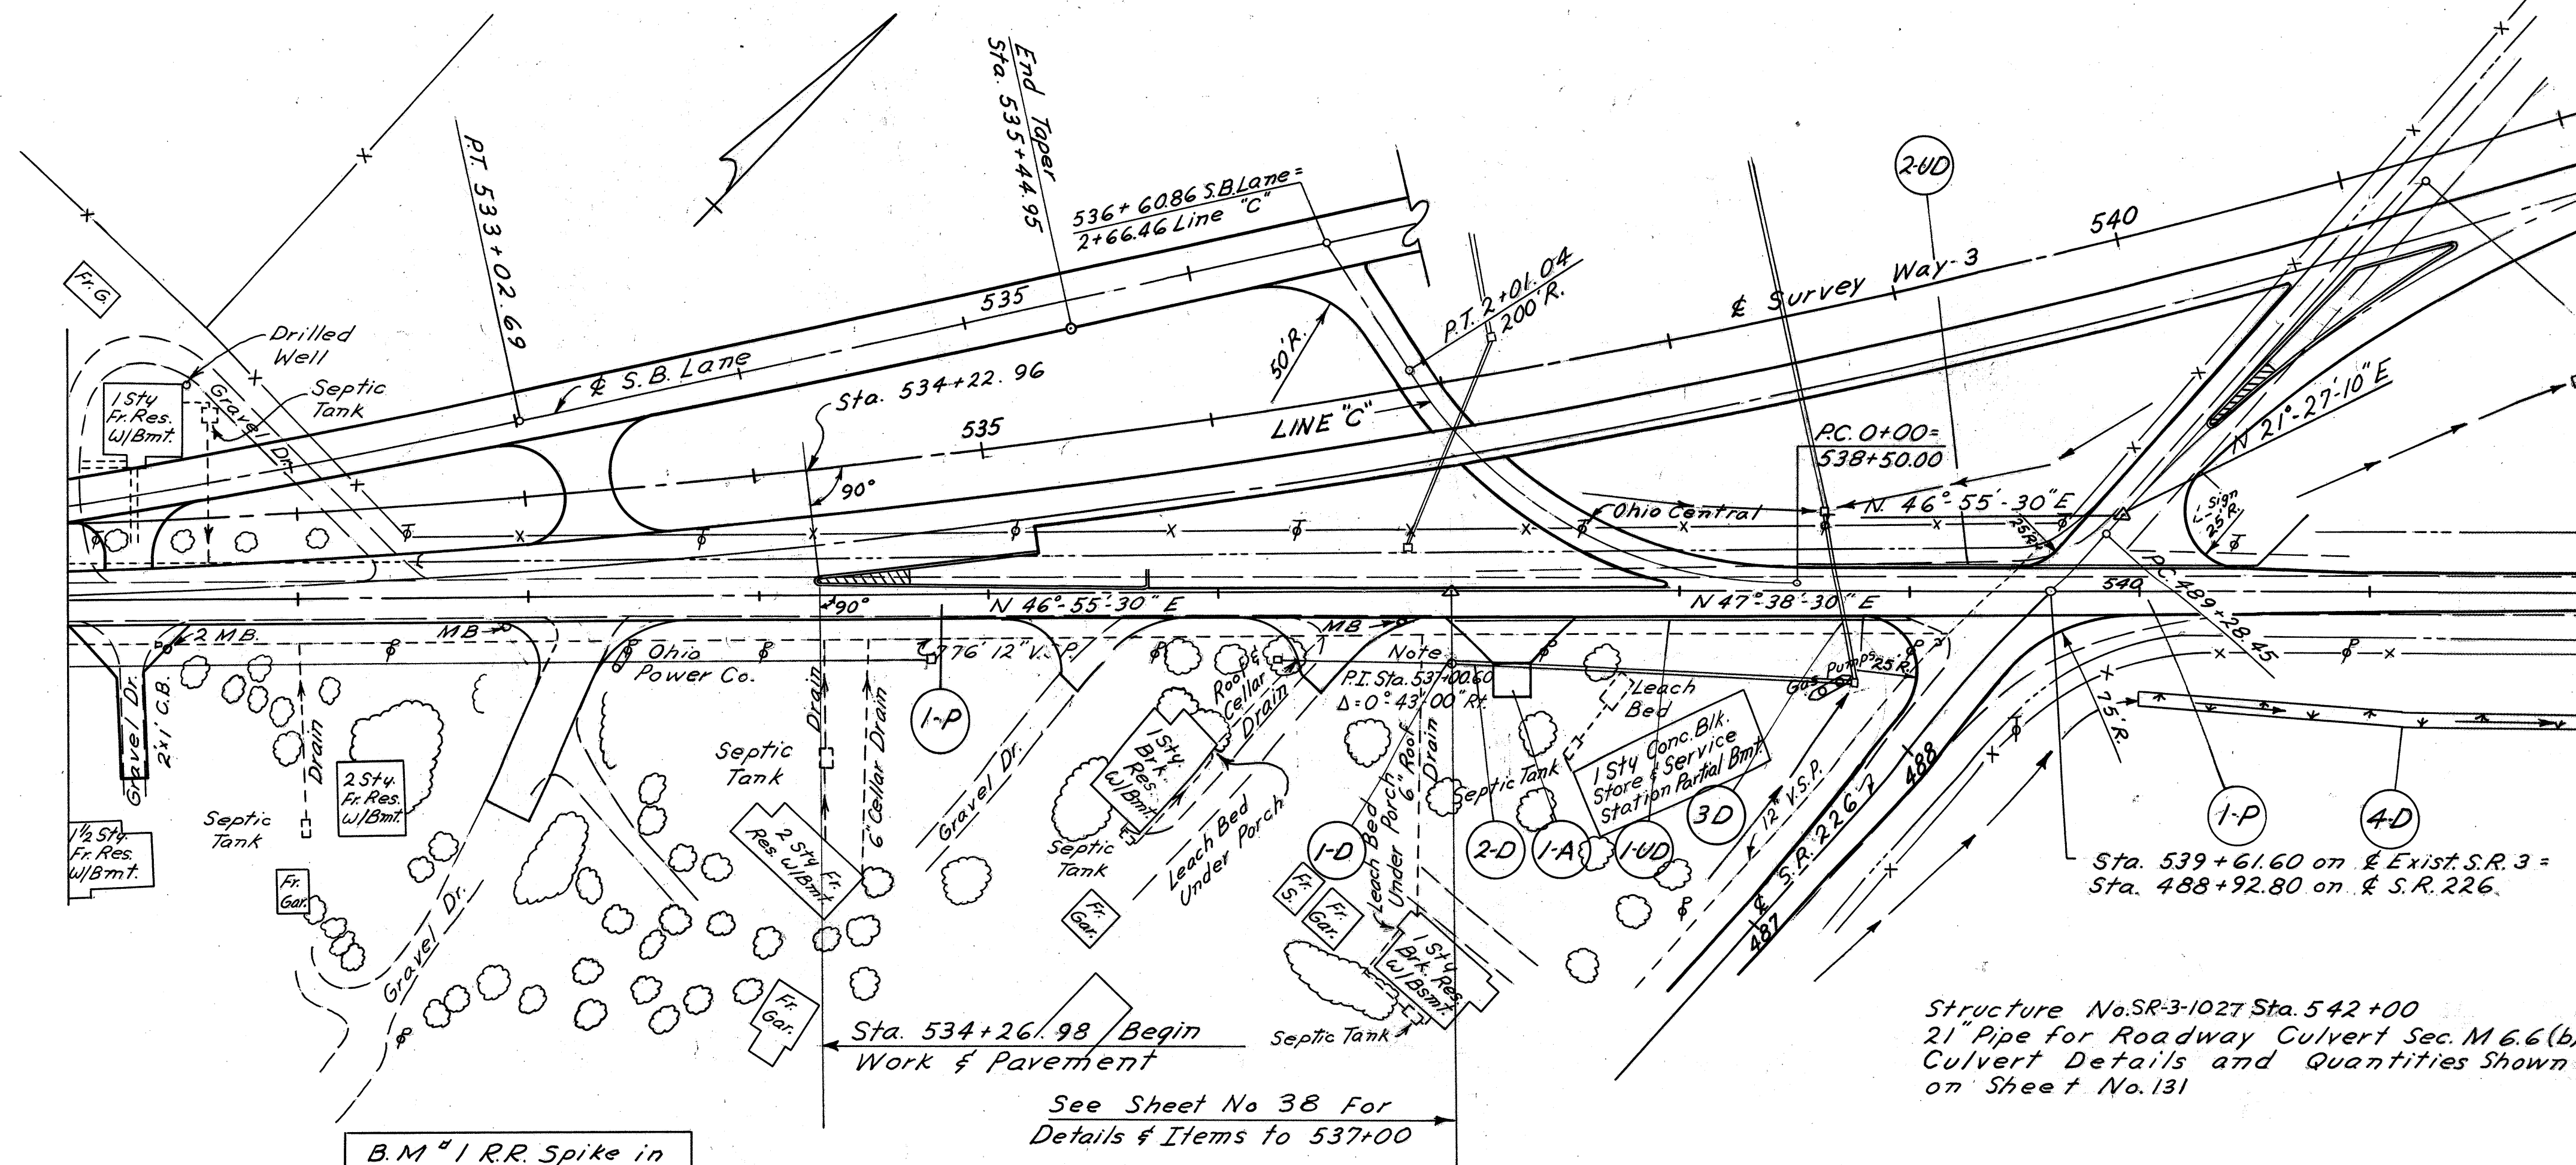 P.T. 533+02.69
End Taper
Sta. 535+44.95
536+60.86 S.B. Lane =
2+66.46 Line "C"
2-UD
540
℄ Survey Way-3
P.T. 2+01.04
200' R.
50' R.
535
℄ S.B. Lane
Sta. 534+22.96
535
LINE "C"
90°
P.C. 0+00=
538+50.00
N 21°-27'-10" E
Fr. G.
Drilled
Well
Septic
Tank
Gravel Dr.
1 Sty
Fr. Res.
W/Bmt.
Ohio Central
N. 46°-55'-30" E
25' R.
Sign
25' R.
P.C. 489+28.45
540
90°
N 46°-55'-30" E
N 47°-38'-30" E
2 MB.
MB
MB
Ohio
Power Co.
776' 12" V.S.P.
Note
P.I. Sta. 537+00.60
Δ=0°-43'-00" Rt.
Gas Pumps
25' R.
75' R.
Gravel Dr.
2'x1' C.B.
Drain
2 Sty.
Fr. Res.
W/Bmt.
Septic
Tank
1½ Sty.
Fr. Res.
W/Bmt.
Fr.
Gar.
Gravel Dr.
Septic
Tank
Drain
6" Cellar Drain
2 Sty Fr.
Res. W/Bmt.
1-P
Gravel Dr.
Roof &
Cellar
Drain
1 Sty.
Brk.
Res.
W/Bmt.
Septic
Tank
Leach Bed
Under Porch
Fr.
Gar.
Fr.
Gar.
Leach Bed
Under Porch
6" Roof
Drain
Fr.
S.
Fr.
Gar.
1 Sty
Brk. Res.
W/Bsmt.
Septic Tank
Leach
Bed
Septic Tank
1 Sty Conc. Blk.
Store & Service
Station Partial Bmt.
1-D
2-D
1-A
1-UD
3D
12" V.S.P.
℄ S.R. 226
488
487
1-P
4-D
Sta. 539+61.60 on ℄ Exist. S.R. 3 =
Sta. 488+92.80 on ℄ S.R. 226.
Sta. 534+26.98 Begin
Work & Pavement
See Sheet No 38 For
Details & Items to 537+00
Structure No. SR-3-1027 Sta. 542+00
21" Pipe for Roadway Culvert Sec. M 6.6 (b)
Culvert Details and Quantities Shown
on Sheet No. 131
B.M #1 R.R. Spike in